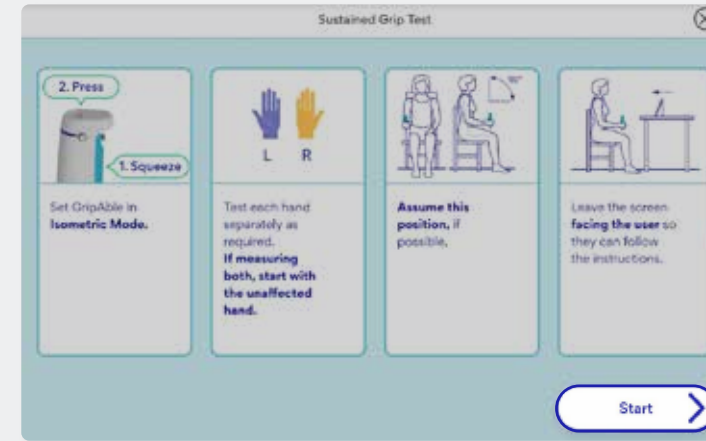 Sustained Grip Test
2. Press
1. Squeeze
L R
Set GripAble in
Isometric Mode.
Test each hand
separately as
required.
If measuring
both, start with
the unaffected
hand.
Assume this
position, if
possible.
Leave the screen
facing the user so
they can follow
the instructions.
Start